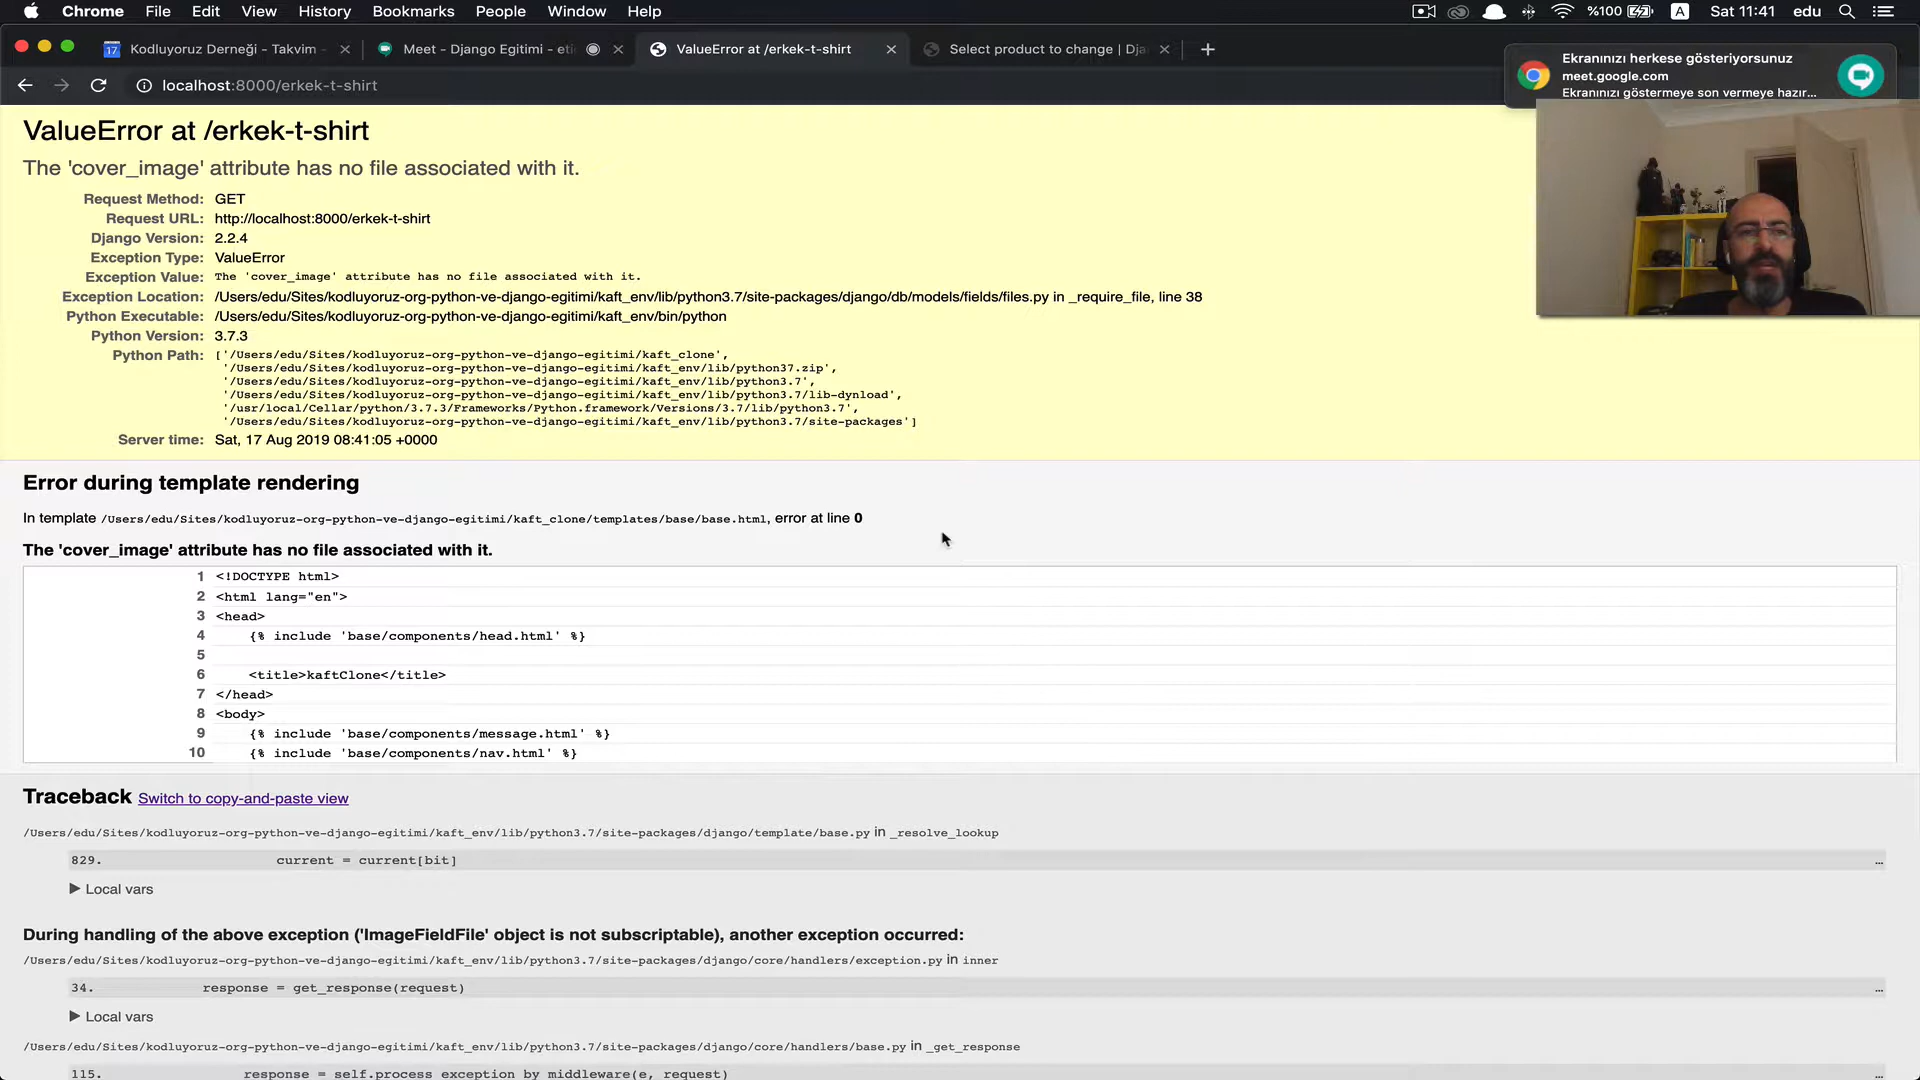 Chrome File Edit View History Bookmarks People Window Help %100 A Sat 11:41 edu
17 Kodluyoruz Derneği - Takvim - Meet - Django Egitimi - eti ValueError at /erkek-t-shirt Select product to change | Dja
localhost:8000/erkek-t-shirt
Ekranınızı herkese gösteriyorsunuz
meet.google.com
Ekranınızı göstermeye son vermeye hazır...
ValueError at /erkek-t-shirt
The 'cover_image' attribute has no file associated with it.
Request Method: GET
Request URL: http://localhost:8000/erkek-t-shirt
Django Version: 2.2.4
Exception Type: ValueError
Exception Value: The 'cover_image' attribute has no file associated with it.
Exception Location: /Users/edu/Sites/kodluyoruz-org-python-ve-django-egitimi/kaft_env/lib/python3.7/site-packages/django/db/models/fields/files.py in _require_file, line 38
Python Executable: /Users/edu/Sites/kodluyoruz-org-python-ve-django-egitimi/kaft_env/bin/python
Python Version: 3.7.3
Python Path: ['/Users/edu/Sites/kodluyoruz-org-python-ve-django-egitimi/kaft_clone',
'/Users/edu/Sites/kodluyoruz-org-python-ve-django-egitimi/kaft_env/lib/python37.zip',
'/Users/edu/Sites/kodluyoruz-org-python-ve-django-egitimi/kaft_env/lib/python3.7',
'/Users/edu/Sites/kodluyoruz-org-python-ve-django-egitimi/kaft_env/lib/python3.7/lib-dynload',
'/usr/local/Cellar/python/3.7.3/Frameworks/Python.framework/Versions/3.7/lib/python3.7',
'/Users/edu/Sites/kodluyoruz-org-python-ve-django-egitimi/kaft_env/lib/python3.7/site-packages']
Server time: Sat, 17 Aug 2019 08:41:05 +0000
Error during template rendering
In template /Users/edu/Sites/kodluyoruz-org-python-ve-django-egitimi/kaft_clone/templates/base/base.html, error at line 0
The 'cover_image' attribute has no file associated with it.
1 <!DOCTYPE html>
2 <html lang="en">
3 <head>
4 {% include 'base/components/head.html' %}
5
6 <title>kaftClone</title>
7 </head>
8 <body>
9 {% include 'base/components/message.html' %}
10 {% include 'base/components/nav.html' %}
Traceback Switch to copy-and-paste view
/Users/edu/Sites/kodluyoruz-org-python-ve-django-egitimi/kaft_env/lib/python3.7/site-packages/django/template/base.py in _resolve_lookup
829. current = current[bit] …
▶ Local vars
During handling of the above exception ('ImageFieldFile' object is not subscriptable), another exception occurred:
/Users/edu/Sites/kodluyoruz-org-python-ve-django-egitimi/kaft_env/lib/python3.7/site-packages/django/core/handlers/exception.py in inner
34. response = get_response(request) …
▶ Local vars
/Users/edu/Sites/kodluyoruz-org-python-ve-django-egitimi/kaft_env/lib/python3.7/site-packages/django/core/handlers/base.py in _get_response
115. response = self.process_exception_by_middleware(e, request) …